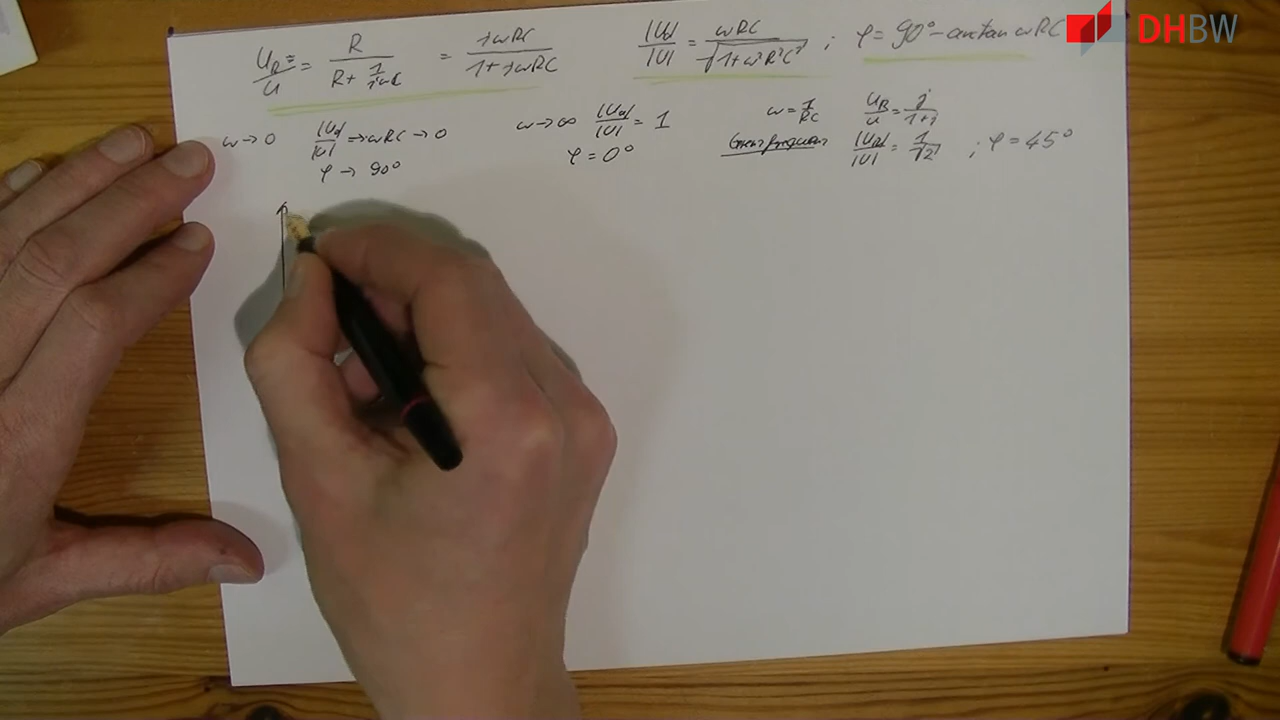 U_R/U = R/(R + 1/(jωC)) = jωRC/(1 + jωRC)
|U_R|/|U| = ωRC/√(1+ω²R²C²) ; φ = 90° - arctan ωRC
DHBW
ω → 0 |U_R|/|U| → ωRC → 0
φ → 90°
ω → ∞ |U_R|/|U| = 1
φ = 0°
ω = 1/RC U_R/U = j/(1+j)
Grenzfrequenz |U_R|/|U| = 1/√2 ; φ = 45°